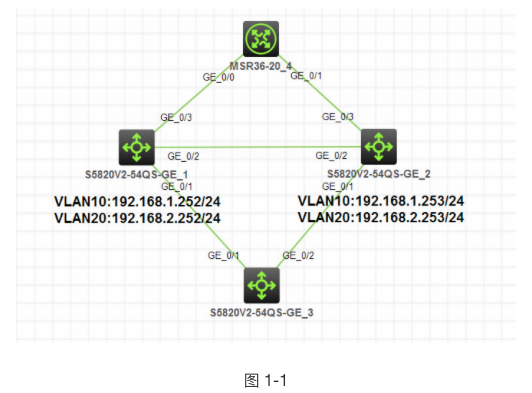 MSR36-20_4
GE_0/0
GE_0/1
GE_0/3
GE_0/3
GE_0/2
GE_0/2
S5820V2-54QS-GE_1
S5820V2-54QS-GE_2
GE_0/1
GE_0/1
VLAN10:192.168.1.252/24
VLAN20:192.168.2.252/24
VLAN10:192.168.1.253/24
VLAN20:192.168.2.253/24
GE_0/1
GE_0/2
S5820V2-54QS-GE_3
图 1-1